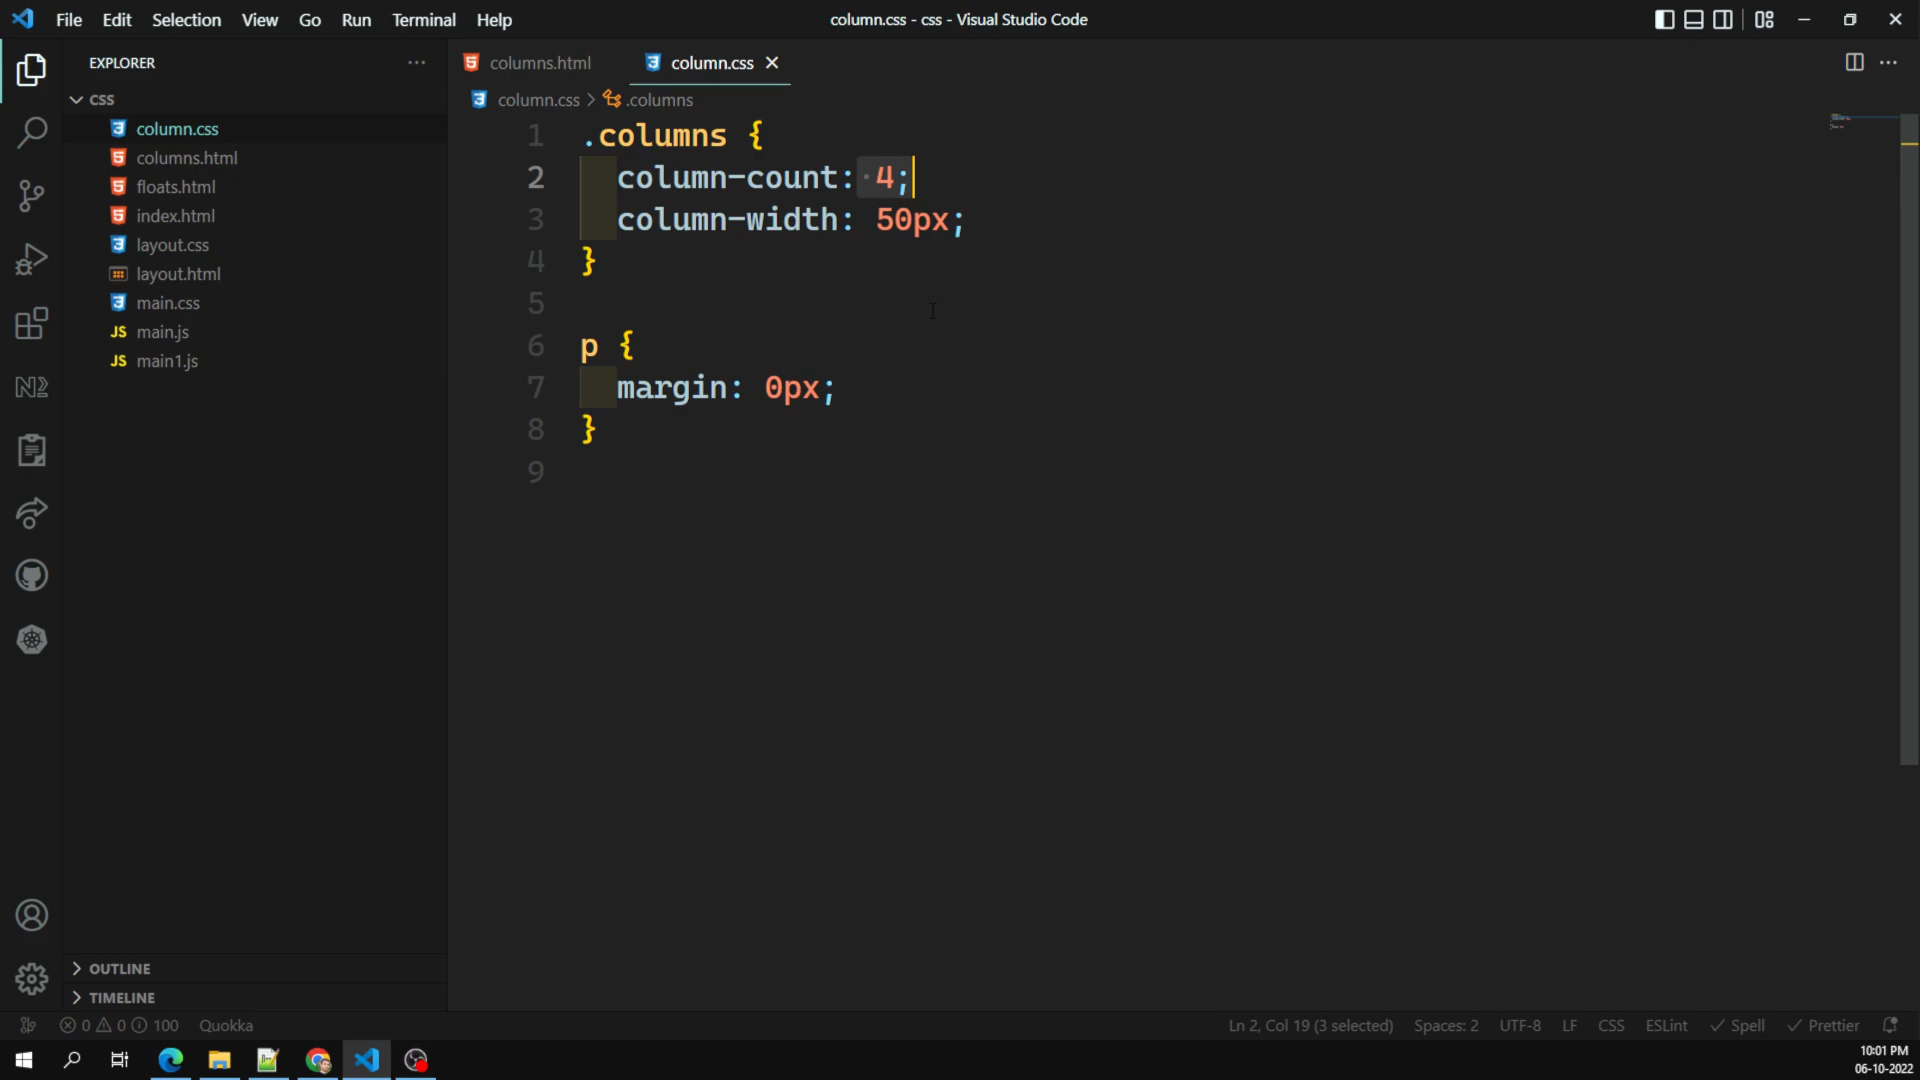 File Edit Selection View Go Run Terminal Help
column.css - css - Visual Studio Code
EXPLORER
CSS
column.css
columns.html
floats.html
index.html
layout.css
layout.html
main.css
JS main.js
JS main1.js
OUTLINE
TIMELINE
columns.html
column.css
column.css > .columns
1 .columns {
2 column-count: 4;
3 column-width: 50px;
4 }
5
6 p {
7 margin: 0px;
8 }
9
0 0 100 Quokka
Ln 2, Col 19 (3 selected) Spaces: 2 UTF-8 LF CSS ESLint Spell Prettier
10:01 PM
06-10-2022